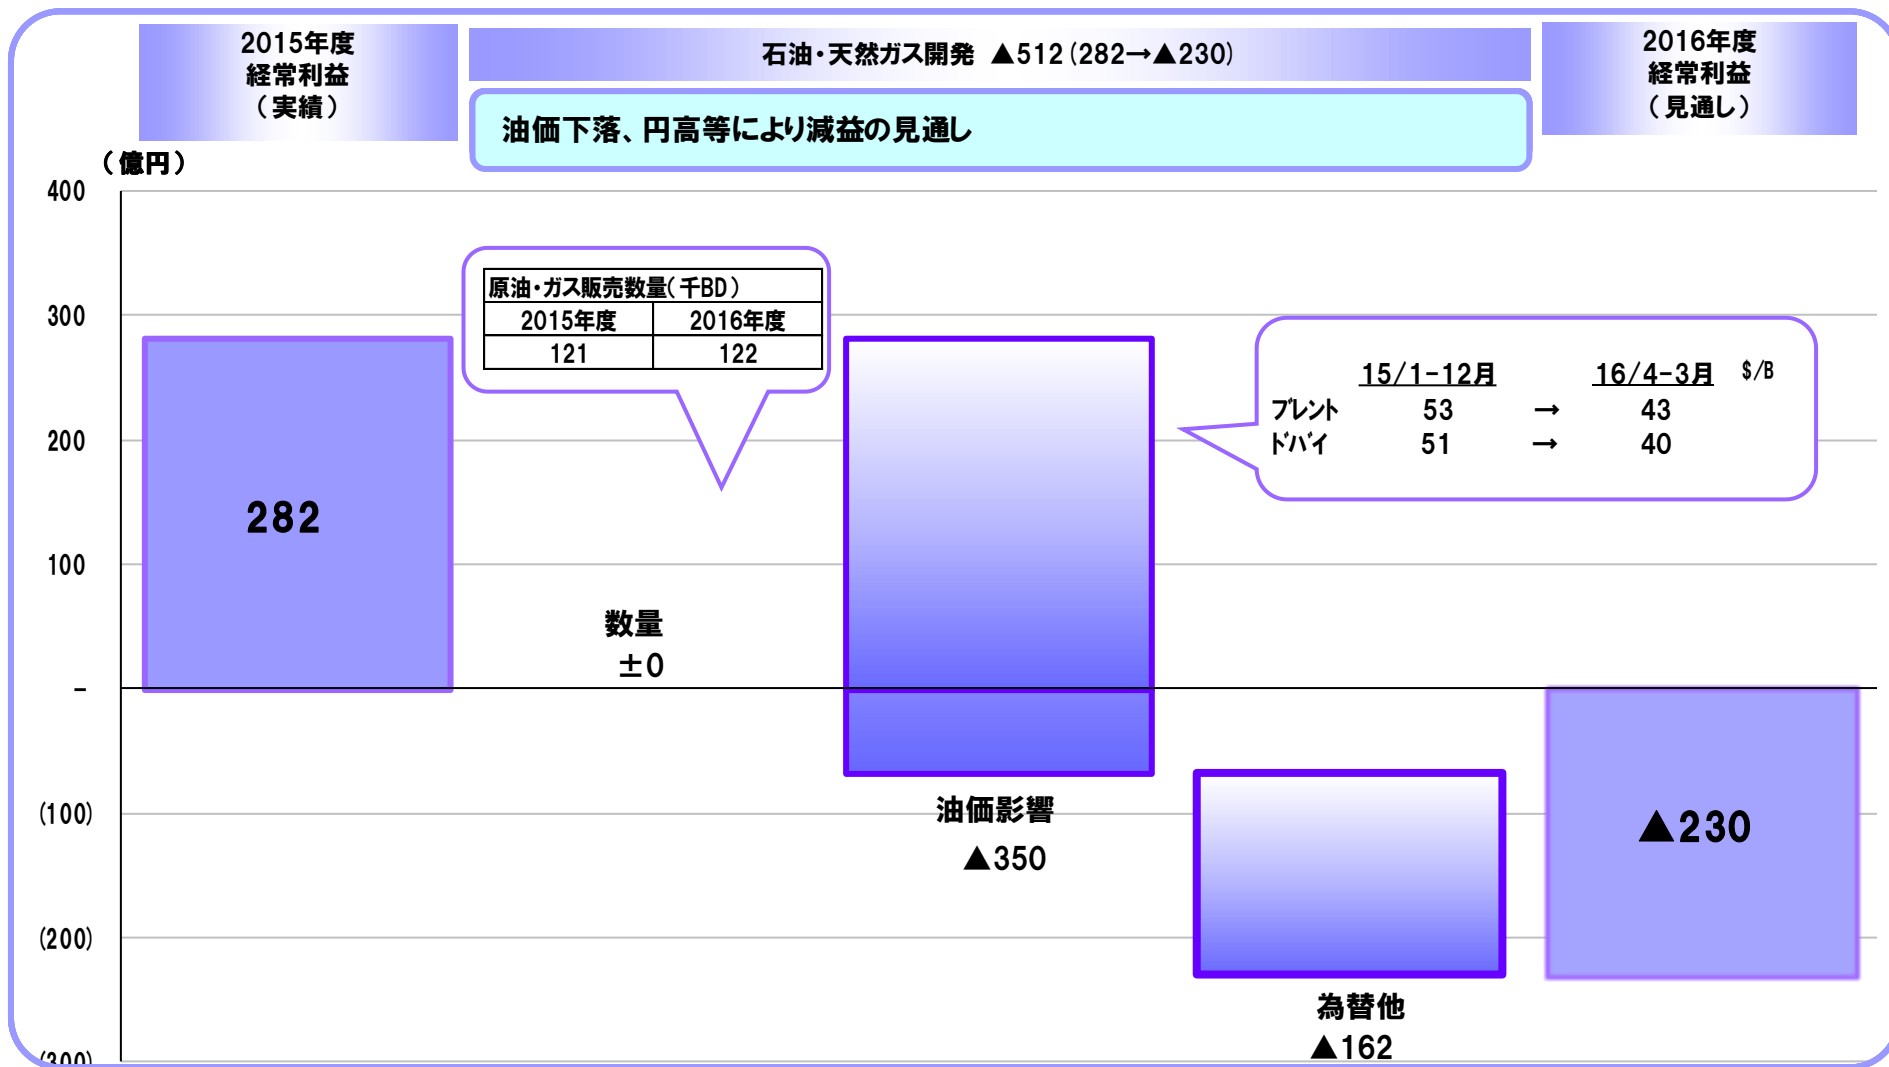 2015年度
経常利益
（実績）
石油・天然ガス開発 ▲512（282→▲230）
2016年度
経常利益
（見通し）
油価下落、円高等により減益の見通し
（億円）
400
300
200
100
-
(100)
(200)
(300)
原油・ガス販売数量（千BD）
2015年度 2016年度
121 122
15/1-12月 16/4-3月 $/B
ブレント 53 → 43
ドバイ 51 → 40
282
数量
±0
油価影響
▲350
為替他
▲162
▲230